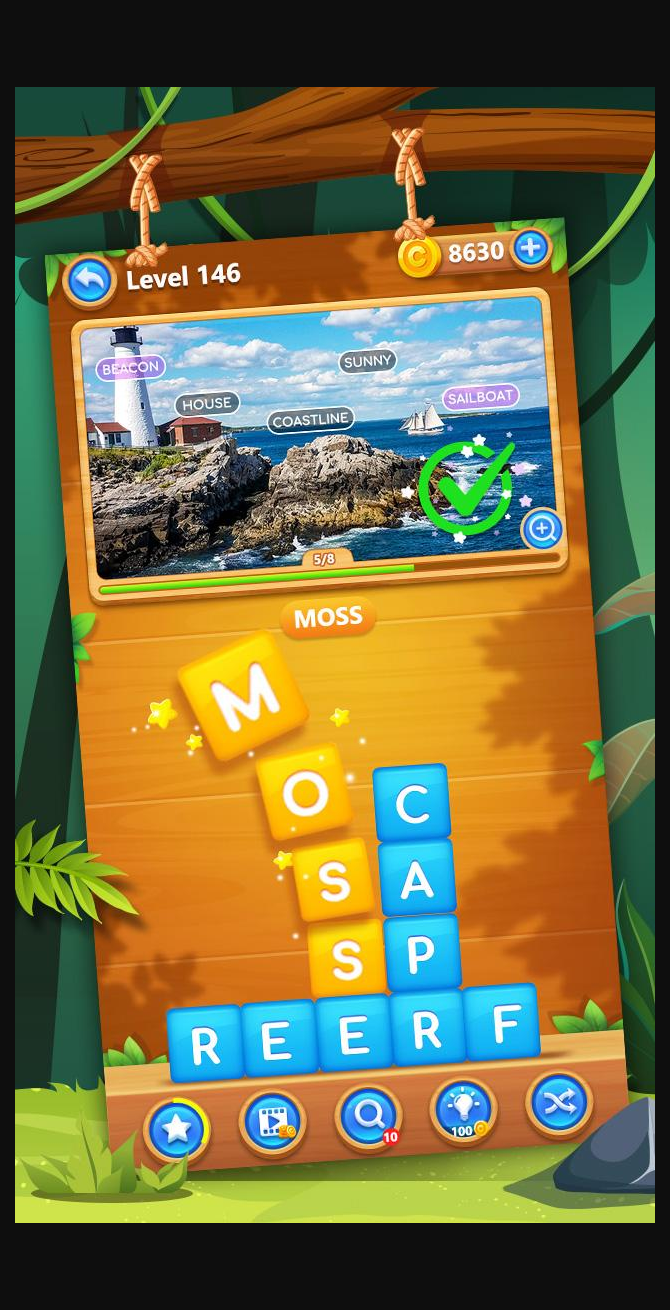 Level 146
C 8630
BEACON
SUNNY
HOUSE
SAILBOAT
COASTLINE
5/8
MOSS
M
O
C
S
A
S
P
R E E R F
10
100